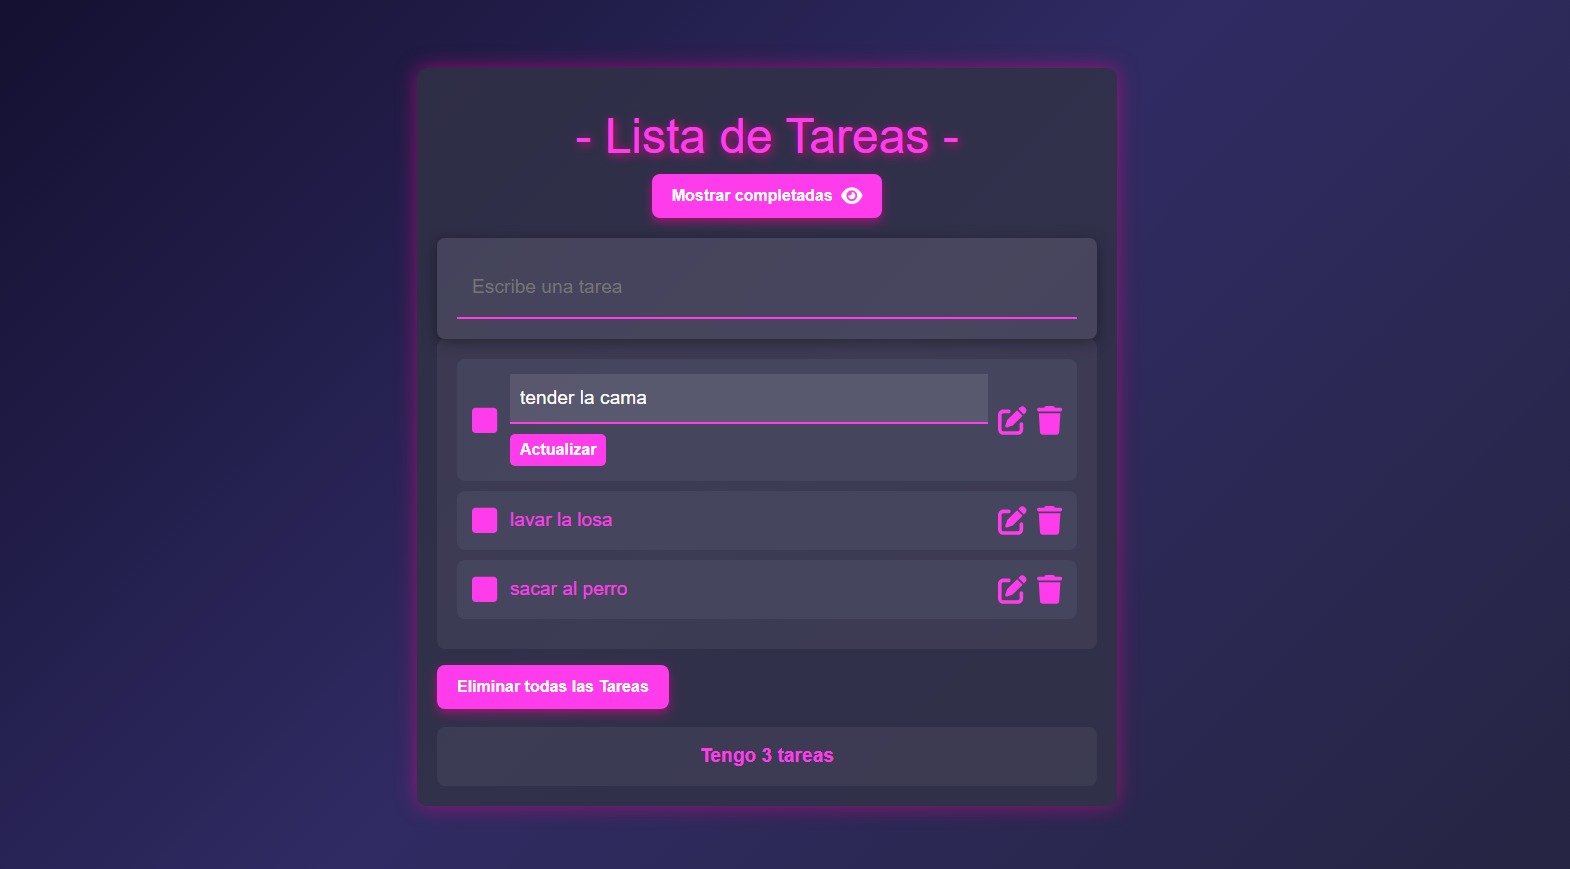 - Lista de Tareas -
Mostrar completadas
Escribe una tarea
tender la cama
Actualizar
lavar la losa
sacar al perro
Eliminar todas las Tareas
Tengo 3 tareas